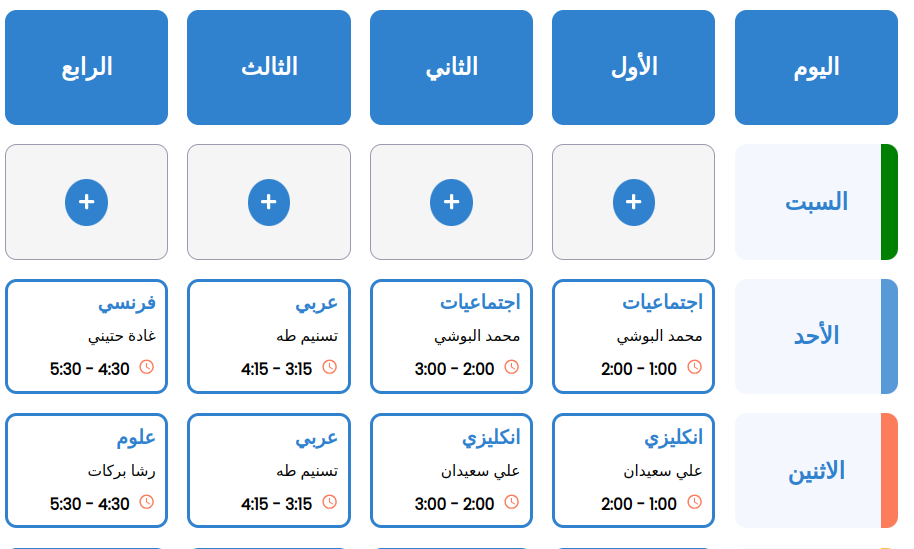 اليوم
الأول
الثاني
الثالث
الرابع
السبت
+
+
+
+
الأحد
اجتماعيات
محمد البوشي
1:00 - 2:00
اجتماعيات
محمد البوشي
2:00 - 3:00
عربي
تسنيم طه
3:15 - 4:15
فرنسي
غادة حتيني
4:30 - 5:30
الاثنين
انكليزي
علي سعيدان
1:00 - 2:00
انكليزي
علي سعيدان
2:00 - 3:00
عربي
تسنيم طه
3:15 - 4:15
علوم
رشا بركات
4:30 - 5:30